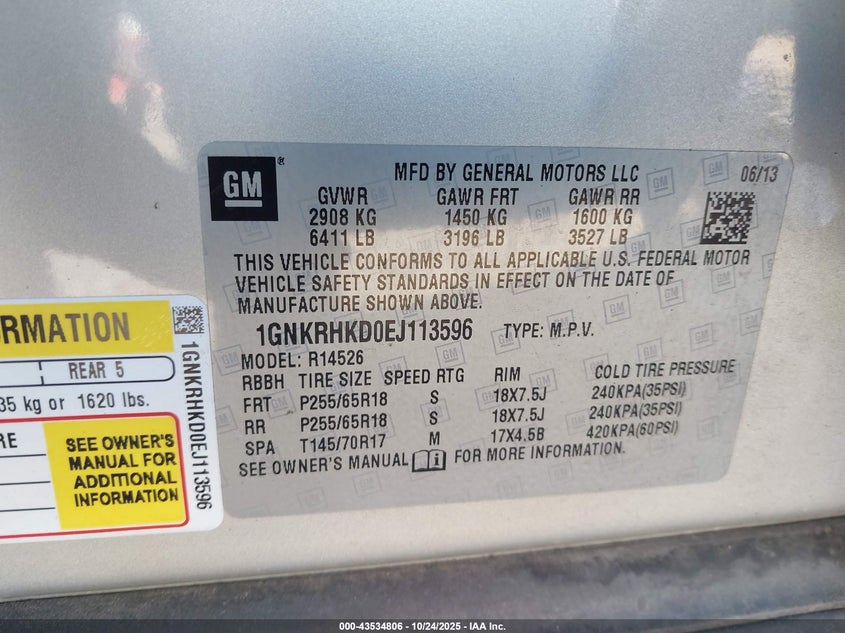 GM
®
MFD BY GENERAL MOTORS LLC 06/13
GVWR GAWR FRT GAWR RR
2908 KG 1450 KG 1600 KG
6411 LB 3196 LB 3527 LB
THIS VEHICLE CONFORMS TO ALL APPLICABLE U.S. FEDERAL MOTOR
VEHICLE SAFETY STANDARDS IN EFFECT ON THE DATE OF
MANUFACTURE SHOWN ABOVE.
1GNKRHKD0EJ113596 TYPE: M.P.V.
MODEL: R14526
RBBH TIRE SIZE SPEED RTG RIM COLD TIRE PRESSURE
FRT P255/65R18 S 18X7.5J 240KPA(35PSI)
RR P255/65R18 S 18X7.5J 240KPA(35PSI)
SPA T145/70R17 M 17X4.5B 420KPA(60PSI)
SEE OWNER'S MANUAL i FOR MORE INFORMATION.
ORMATION
REAR 5
35 kg or 1620 lbs.
RE
SEE OWNER'S
MANUAL FOR
ADDITIONAL
INFORMATION
1GNKRHKD0EJ113596
000-43534806 - 10/24/2025 - IAA Inc.